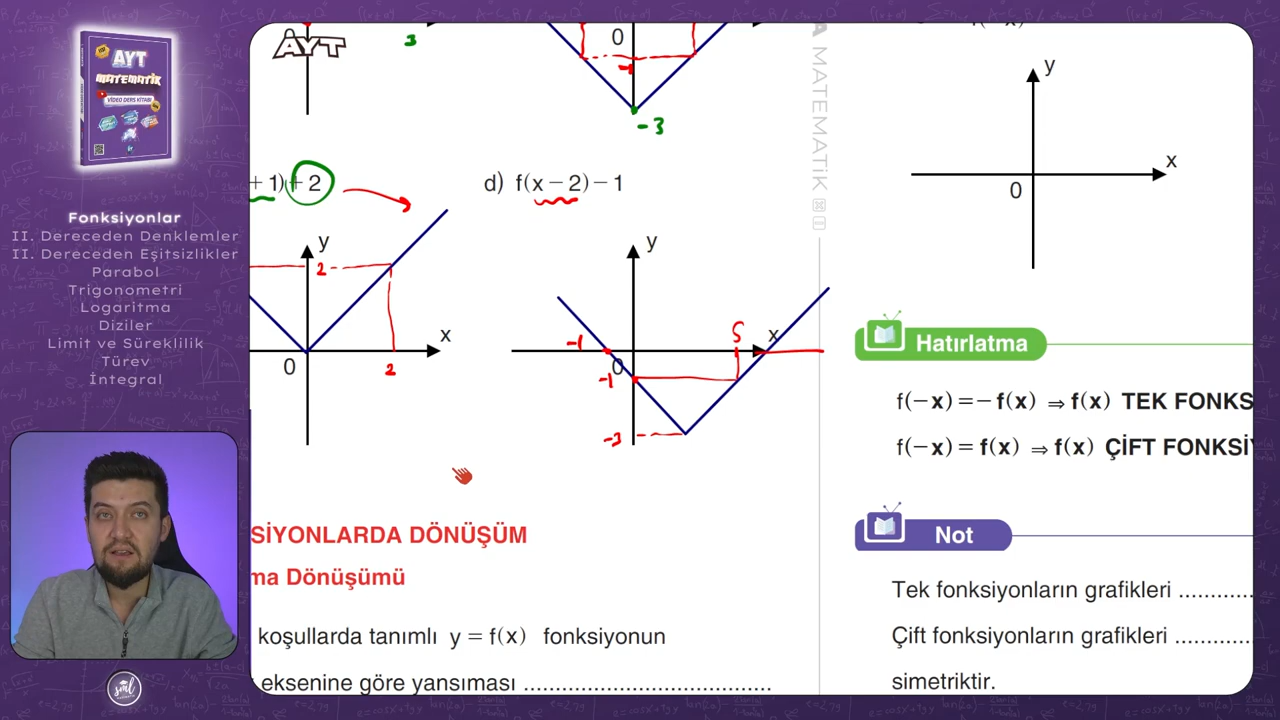 AYT
MATEMATİK
VİDEO DERS KİTABI
Fonksiyonlar
II. Dereceden Denklemler
II. Dereceden Eşitsizlikler
Parabol
Trigonometri
Logaritma
Diziler
Limit ve Süreklilik
Türev
İntegral
sml
AYT
3
0
-1
-3
+ 1) + 2
y
2
x
0
2
d) f(x − 2) − 1
y
5
x
-1
0
-1
-3
SİYONLARDA DÖNÜŞÜM
ma Dönüşümü
koşullarda tanımlı y = f(x) fonksiyonun
eksenine göre yansıması ........................................
A MATEMATİK
y
x
0
Hatırlatma
f(−x) = − f(x) ⇒ f(x) TEK FONKS
f(−x) = f(x) ⇒ f(x) ÇİFT FONKSİY
Not
Tek fonksiyonların grafikleri ............
Çift fonksiyonların grafikleri ............
simetriktir.